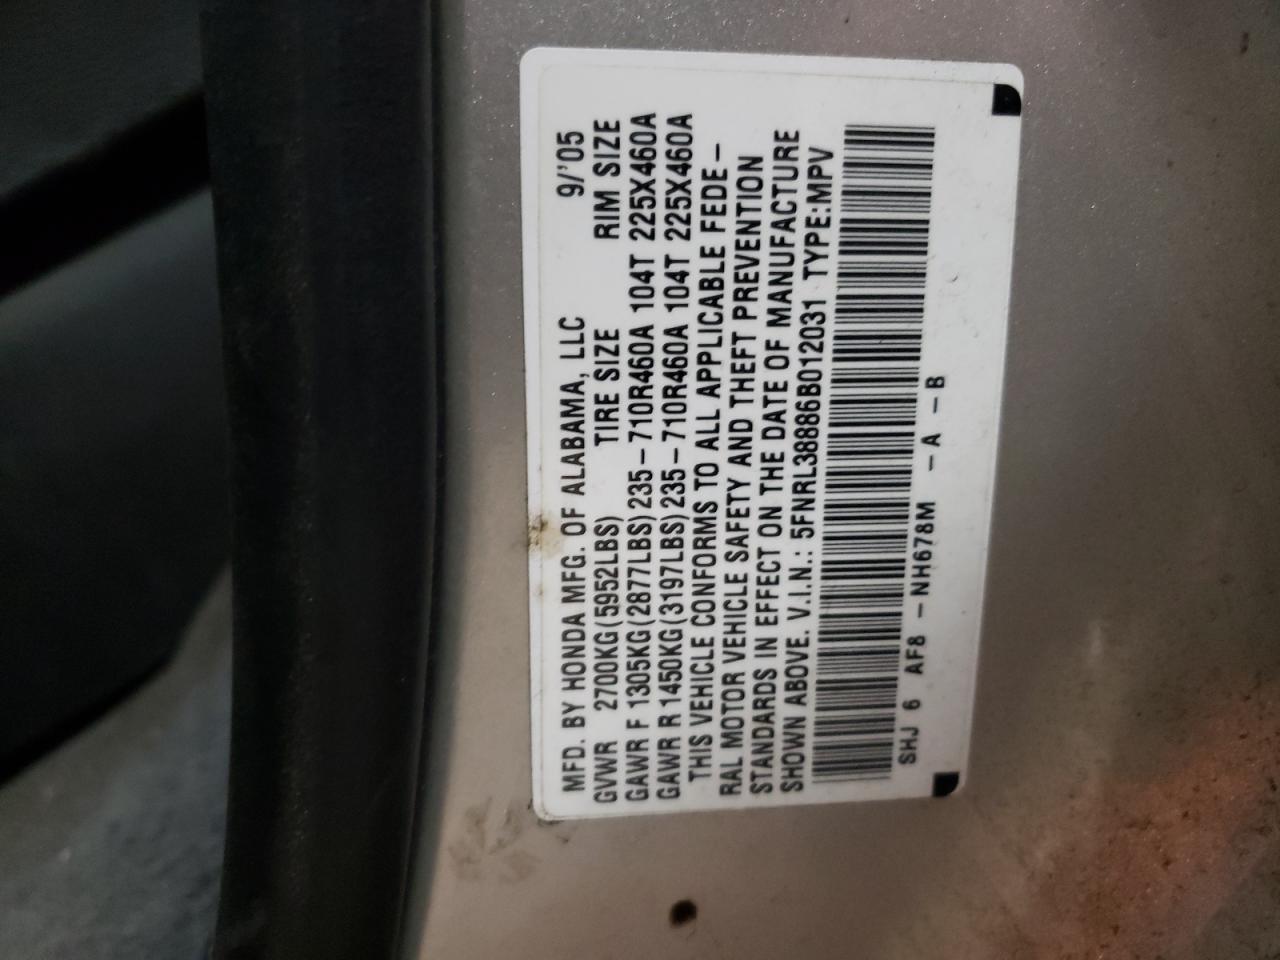 MFD. BY HONDA MFG. OF ALABAMA, LLC 9/'05
GVWR 2700KG(5952LBS) TIRE SIZE RIM SIZE
GAWR F 1305KG(2877LBS) 235-710R460A 104T 225X460A
GAWR R 1450KG(3197LBS) 235-710R460A 104T 225X460A
THIS VEHICLE CONFORMS TO ALL APPLICABLE FEDE-
RAL MOTOR VEHICLE SAFETY AND THEFT PREVENTION
STANDARDS IN EFFECT ON THE DATE OF MANUFACTURE
SHOWN ABOVE. V.I.N.: 5FNRL38886B012031 TYPE:MPV
SHJ 6 AF8 -NH678M -A -B